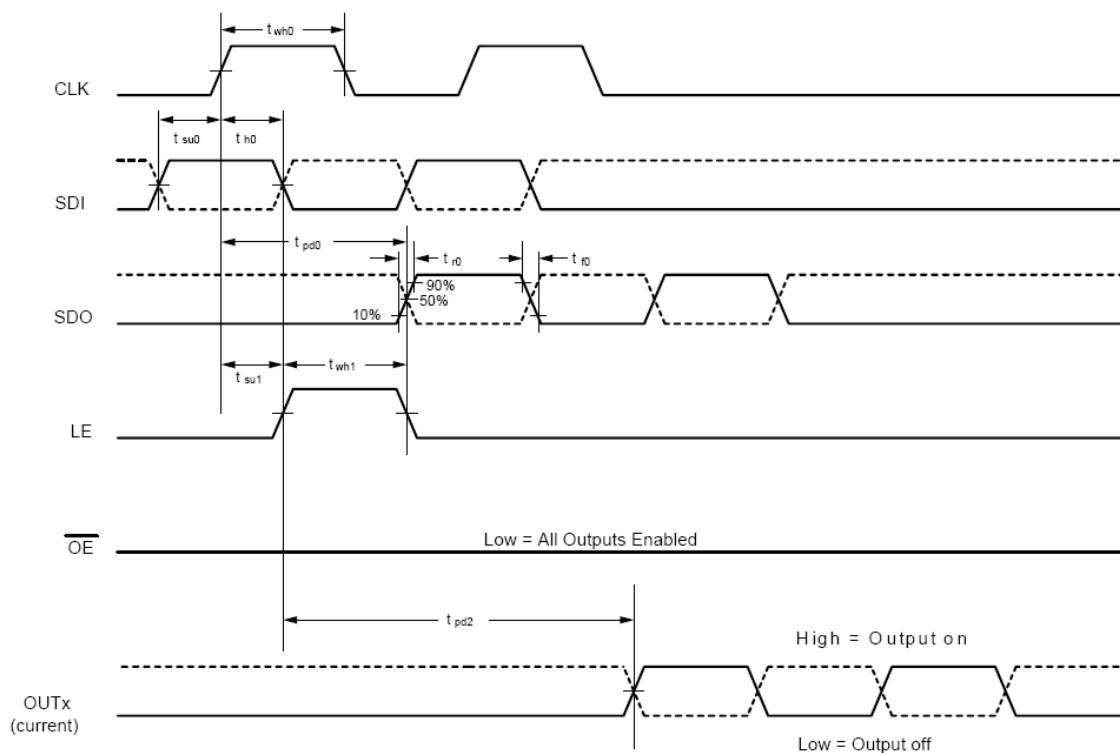 t wh0
CLK
t su0
t h0
SDI
t pd0
t r0
t f0
90%
50%
SDO
10%
t su1
t wh1
LE
OE
Low = All Outputs Enabled
t pd2
High = Output on
OUTx
(current)
Low = Output off